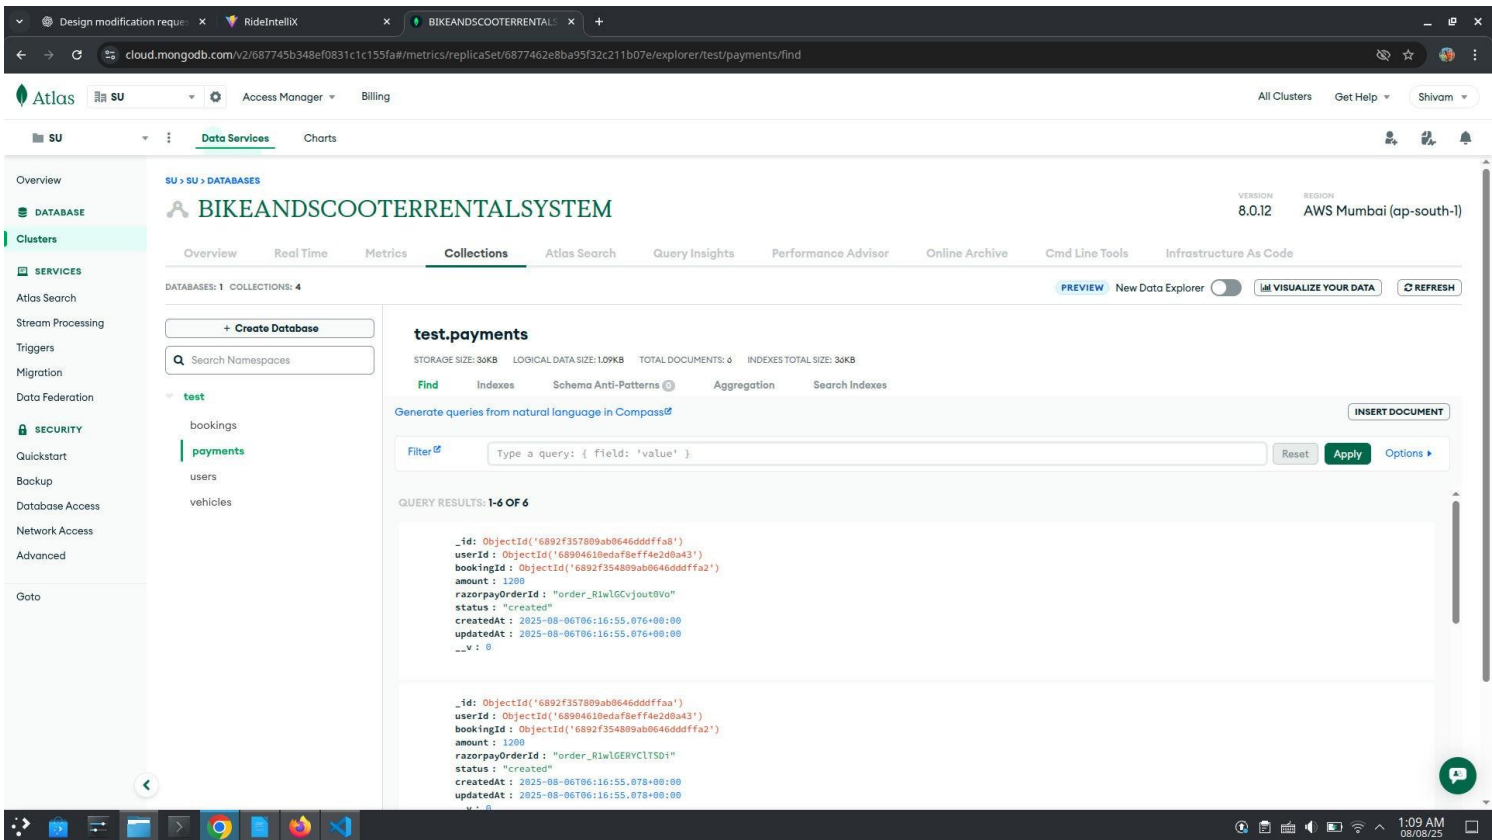 Design modification reques
RideIntelliX
BIKEANDSCOOTERRENTALS
cloud.mongodb.com/v2/687745b348ef0831c1c155fa#/metrics/replicaSet/6877462e8ba95f32c211b07e/explorer/test/payments/find
Atlas SU Access Manager Billing All Clusters Get Help Shivam
SU Data Services Charts
Overview
DATABASE
Clusters
SERVICES
Atlas Search
Stream Processing
Triggers
Migration
Data Federation
SECURITY
Quickstart
Backup
Database Access
Network Access
Advanced
Goto
SU > SU > DATABASES
BIKEANDSCOOTERRENTALSYSTEM
VERSION
8.0.12
REGION
AWS Mumbai (ap-south-1)
Overview Real Time Metrics Collections Atlas Search Query Insights Performance Advisor Online Archive Cmd Line Tools Infrastructure As Code
DATABASES: 1 COLLECTIONS: 4
PREVIEW New Data Explorer VISUALIZE YOUR DATA REFRESH
+ Create Database
Search Namespaces
test
bookings
payments
users
vehicles
test.payments
STORAGE SIZE: 36KB LOGICAL DATA SIZE: 1.09KB TOTAL DOCUMENTS: 6 INDEXES TOTAL SIZE: 36KB
Find Indexes Schema Anti-Patterns 0 Aggregation Search Indexes
Generate queries from natural language in Compass
INSERT DOCUMENT
Filter Type a query: { field: 'value' } Reset Apply Options
QUERY RESULTS: 1-6 OF 6
_id: ObjectId('6892f357809ab0646dddffa8')
userId : ObjectId('68904610edaf8eff4e2d0a43')
bookingId : ObjectId('6892f354809ab0646dddffa2')
amount : 1200
razorpayOrderId : "order_R1wlGCvjout0Vo"
status : "created"
createdAt : 2025-08-06T06:16:55.076+00:00
updatedAt : 2025-08-06T06:16:55.076+00:00
__v : 0
_id: ObjectId('6892f357809ab0646dddffaa')
userId : ObjectId('68904610edaf8eff4e2d0a43')
bookingId : ObjectId('6892f354809ab0646dddffa2')
amount : 1200
razorpayOrderId : "order_R1wlGERYClTSDi"
status : "created"
createdAt : 2025-08-06T06:16:55.078+00:00
updatedAt : 2025-08-06T06:16:55.078+00:00
__v : 0
1:09 AM
08/08/25